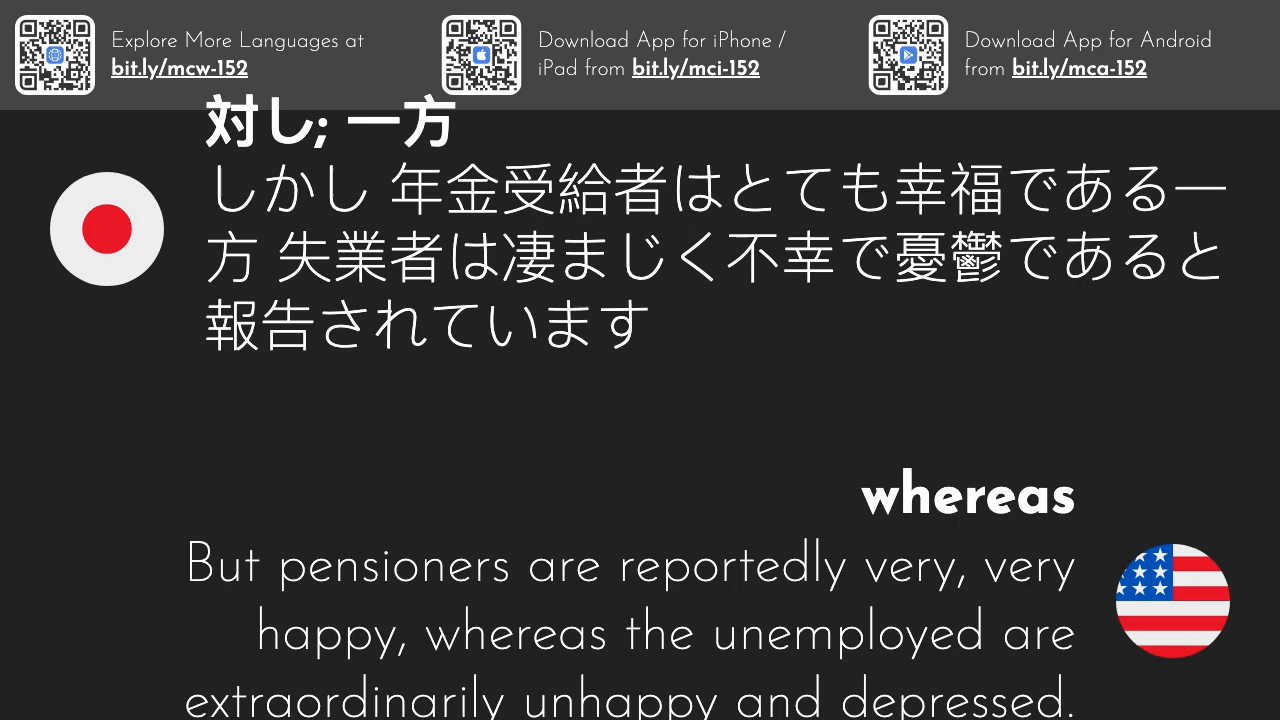 Explore More Languages at
bit.ly/mcw-152
Download App for iPhone /
iPad from bit.ly/mci-152
Download App for Android
from bit.ly/mca-152
対し; 一方
しかし 年金受給者はとても幸福である一
方 失業者は凄まじく不幸で憂鬱であると
報告されています
whereas
But pensioners are reportedly very, very
happy, whereas the unemployed are
extraordinarily unhappy and depressed.